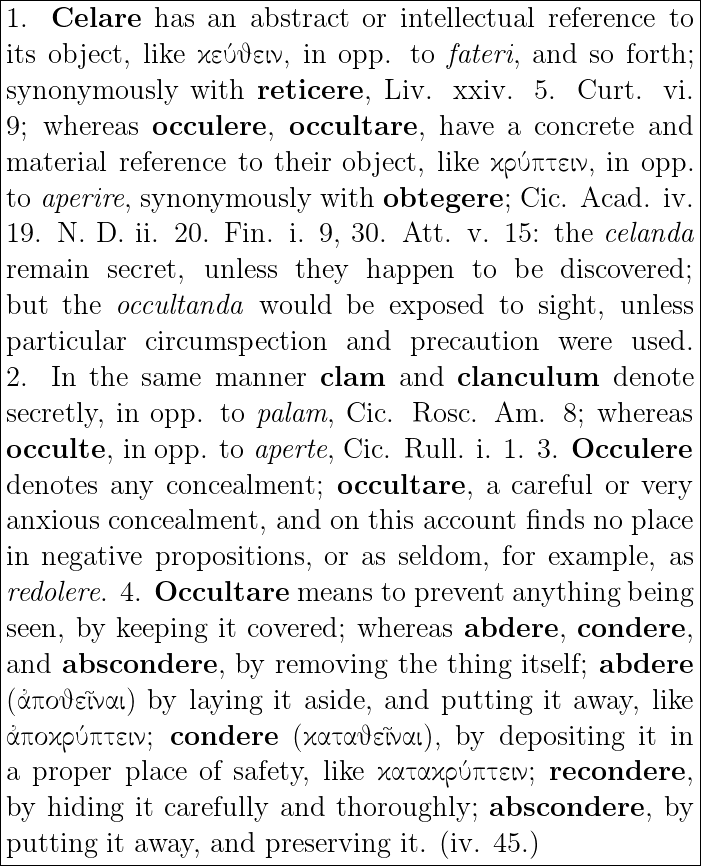 1. Celare has an abstract or intellectual reference to
its object, like κεύθειν, in opp. to fateri, and so forth;
synonymously with reticere, Liv. xxiv. 5. Curt. vi.
9; whereas occulere, occultare, have a concrete and
material reference to their object, like κρύπτειν, in opp.
to aperire, synonymously with obtegere; Cic. Acad. iv.
19. N. D. ii. 20. Fin. i. 9, 30. Att. v. 15: the celanda
remain secret, unless they happen to be discovered;
but the occultanda would be exposed to sight, unless
particular circumspection and precaution were used.
2. In the same manner clam and clanculum denote
secretly, in opp. to palam, Cic. Rosc. Am. 8; whereas
occulte, in opp. to aperte, Cic. Rull. i. 1. 3. Occulere
denotes any concealment; occultare, a careful or very
anxious concealment, and on this account finds no place
in negative propositions, or as seldom, for example, as
redolere. 4. Occultare means to prevent anything being
seen, by keeping it covered; whereas abdere, condere,
and abscondere, by removing the thing itself; abdere
(ἀποθεῖναι) by laying it aside, and putting it away, like
ἀποκρύπτειν; condere (καταθεῖναι), by depositing it in
a proper place of safety, like κατακρύπτειν; recondere,
by hiding it carefully and thoroughly; abscondere, by
putting it away, and preserving it. (iv. 45.)